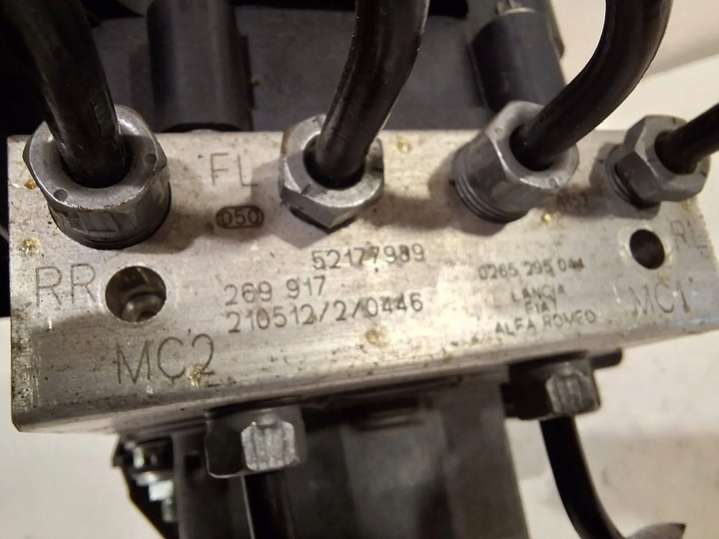 FL
050
RR
52177989
269 917
210512/2/0446
0265 295 044
LANCIA
FIAT
ALFA ROMEO
RL
MC1
MC2